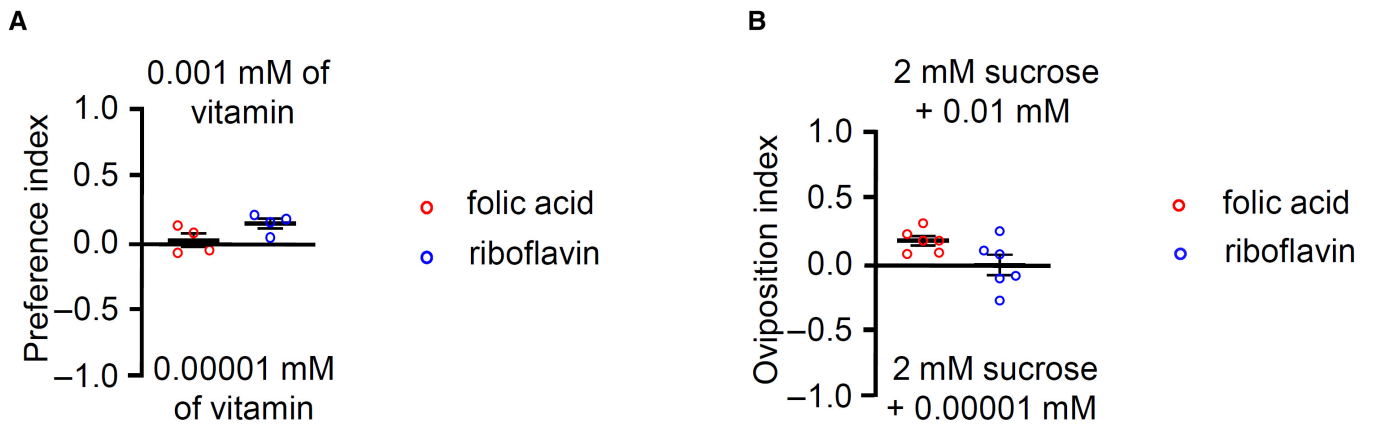 A
0.001 mM of
vitamin
Preference index
1.0
0.5
0.0
–0.5
–1.0
0.00001 mM
of vitamin
folic acid
riboflavin
B
2 mM sucrose
+ 0.01 mM
Oviposition index
1.0
0.5
0.0
–0.5
–1.0
2 mM sucrose
+ 0.00001 mM
folic acid
riboflavin